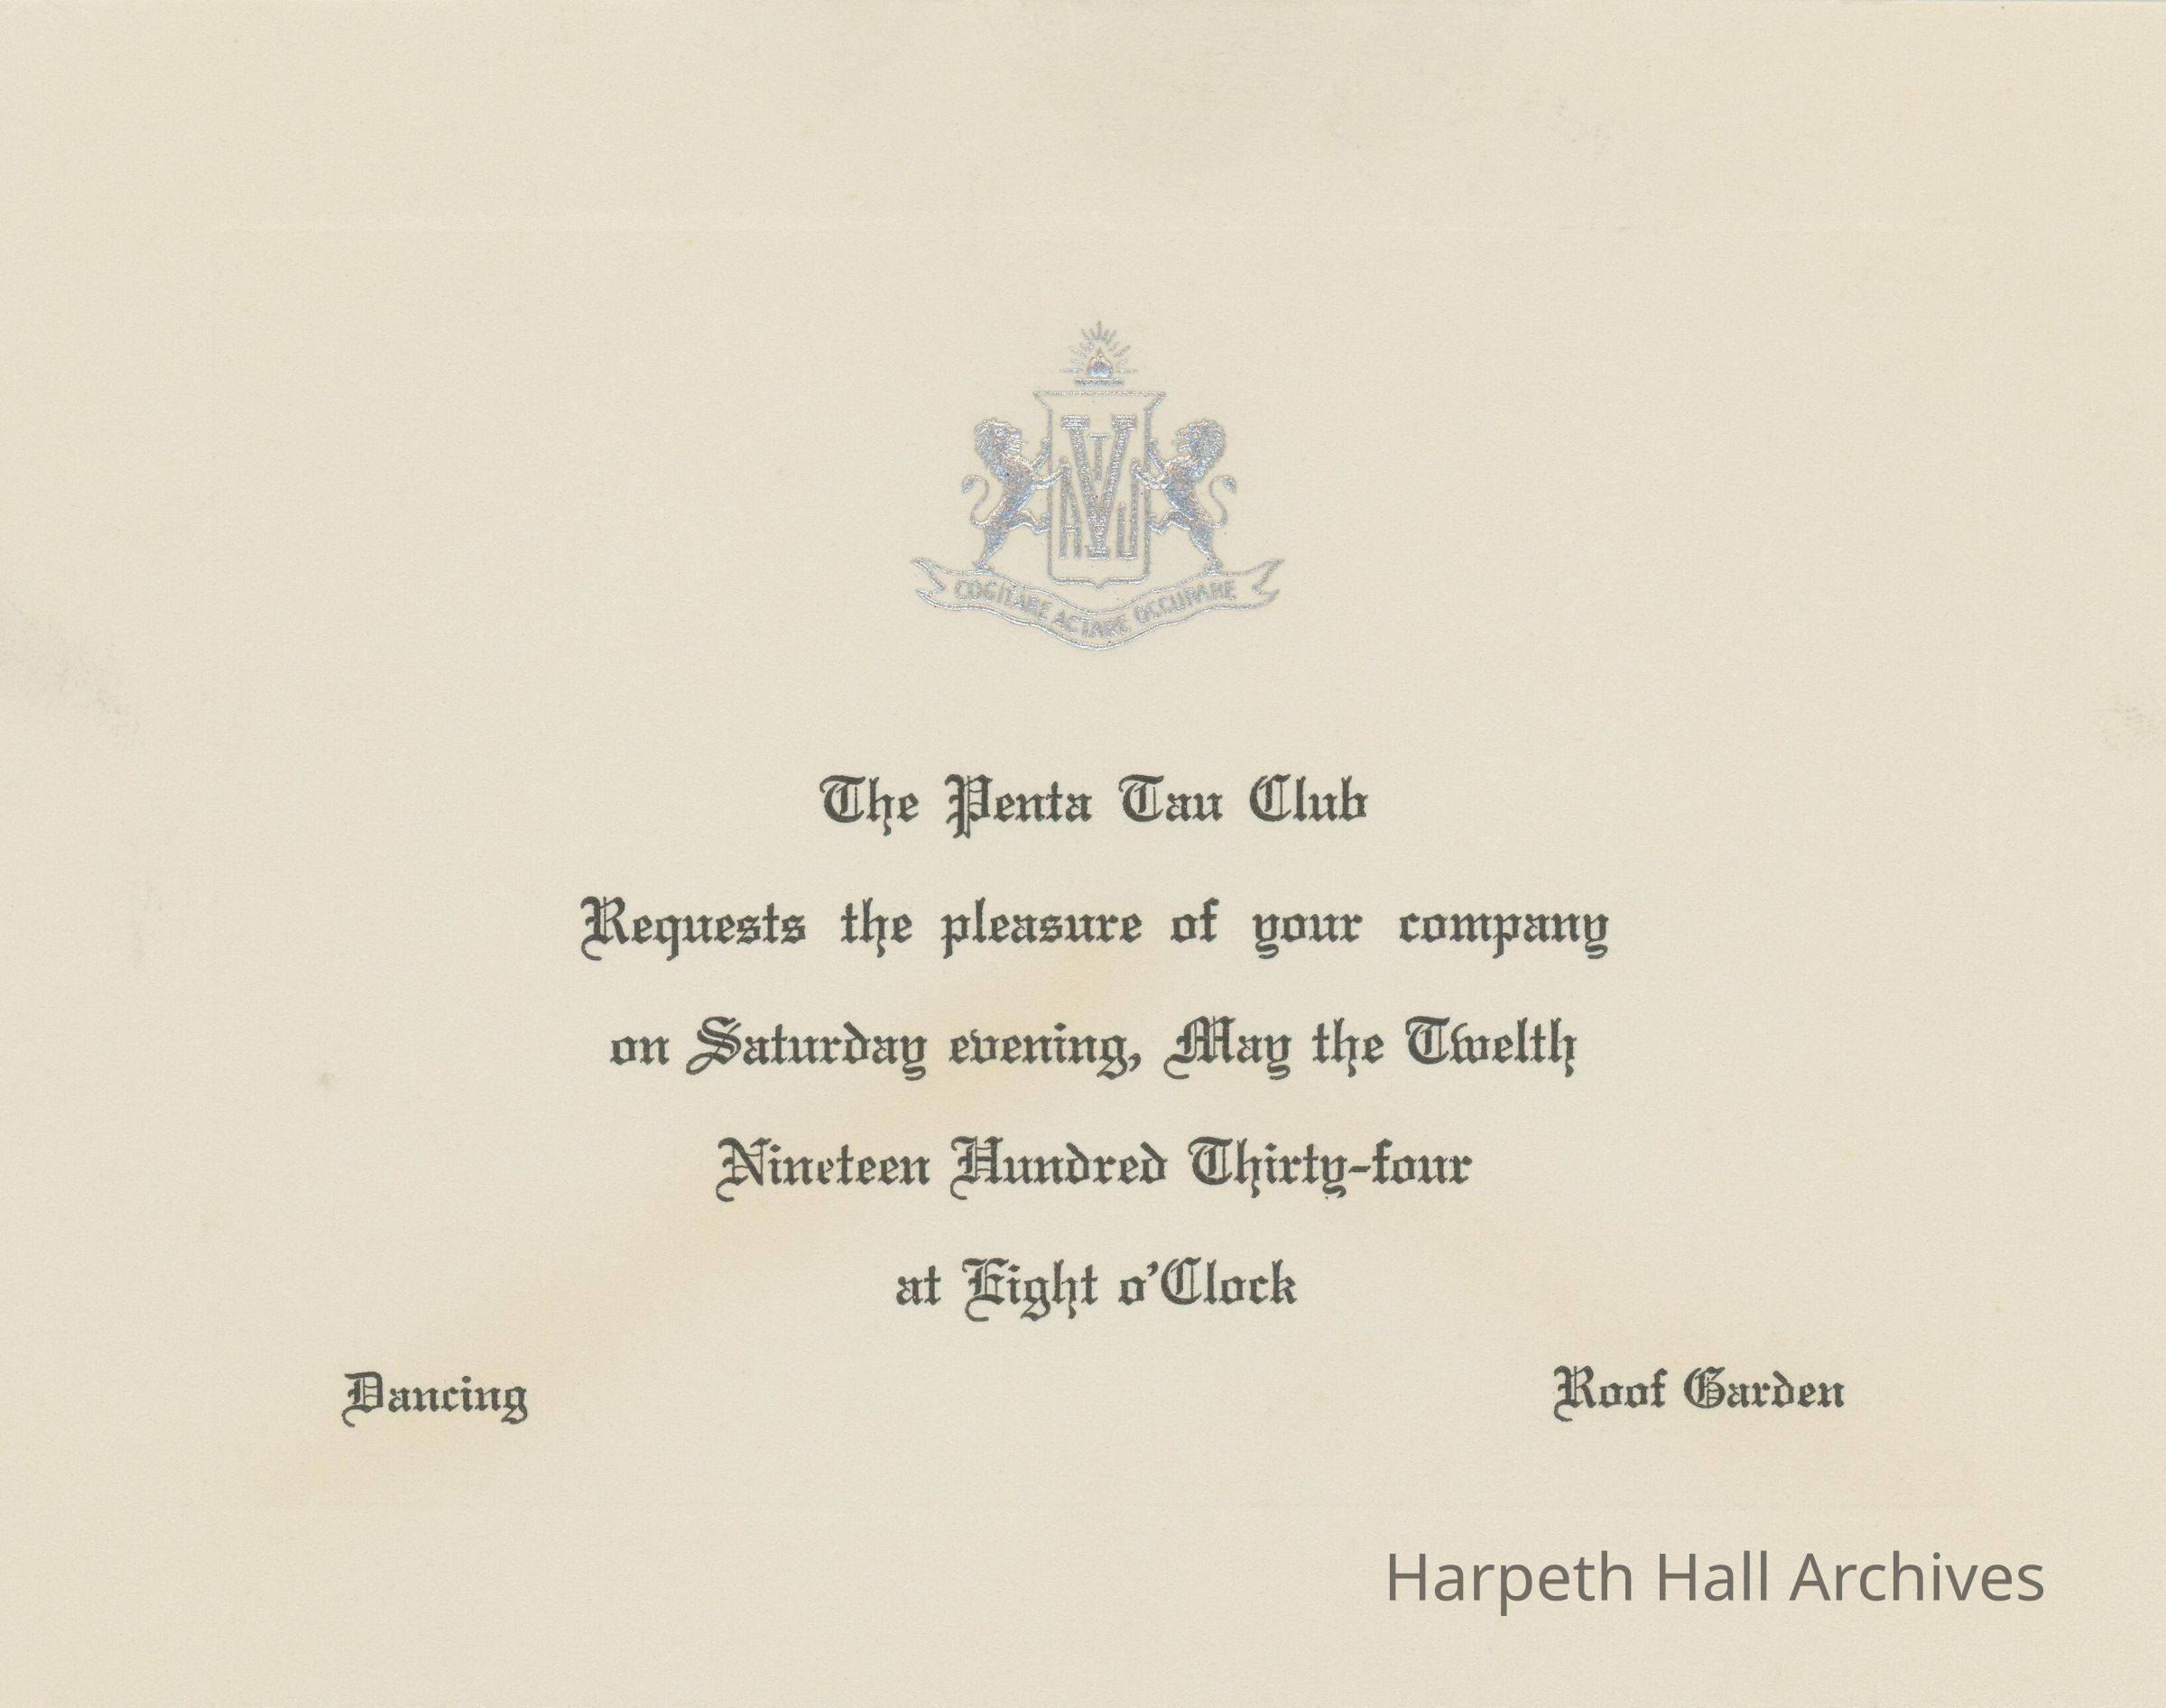 COGITARE ACTARE OCCUPARE
The Penta Tau Club
Requests the pleasure of your company
on Saturday evening, May the Twelth
Nineteen Hundred Thirty-four
at Eight o'Clock
Dancing Roof Garden
Harpeth Hall Archives